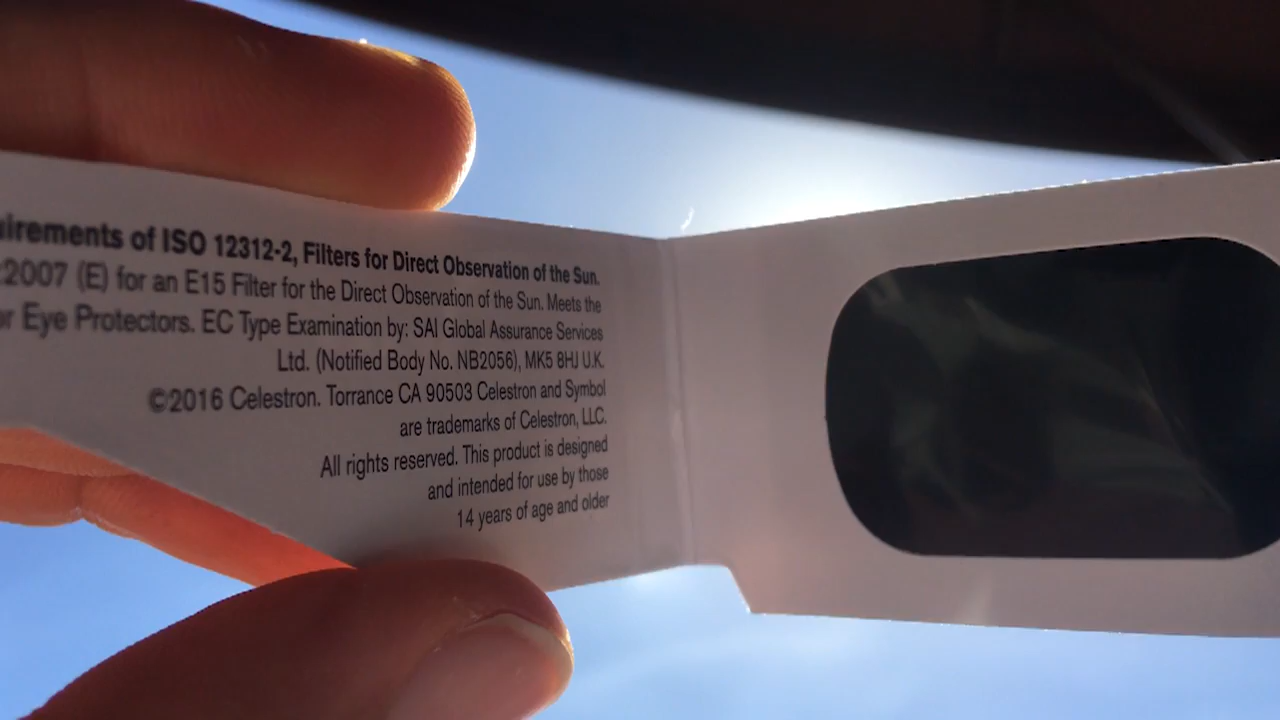 of ISO 12312-2, Filters for Direct Observation of the Sun.
:2007 (E) for an E15 Filter for the Direct Observation of the Sun. Meets the
Eye Protectors. EC Type Examination by: SAI Global Assurance Services
Ltd. (Notified Body No. NB2056), MK5 8HJ U.K.
©2016 Celestron. Torrance CA 90503 Celestron and Symbol
are trademarks of Celestron, LLC.
All rights reserved. This product is designed
and intended for use by those
14 years of age and older